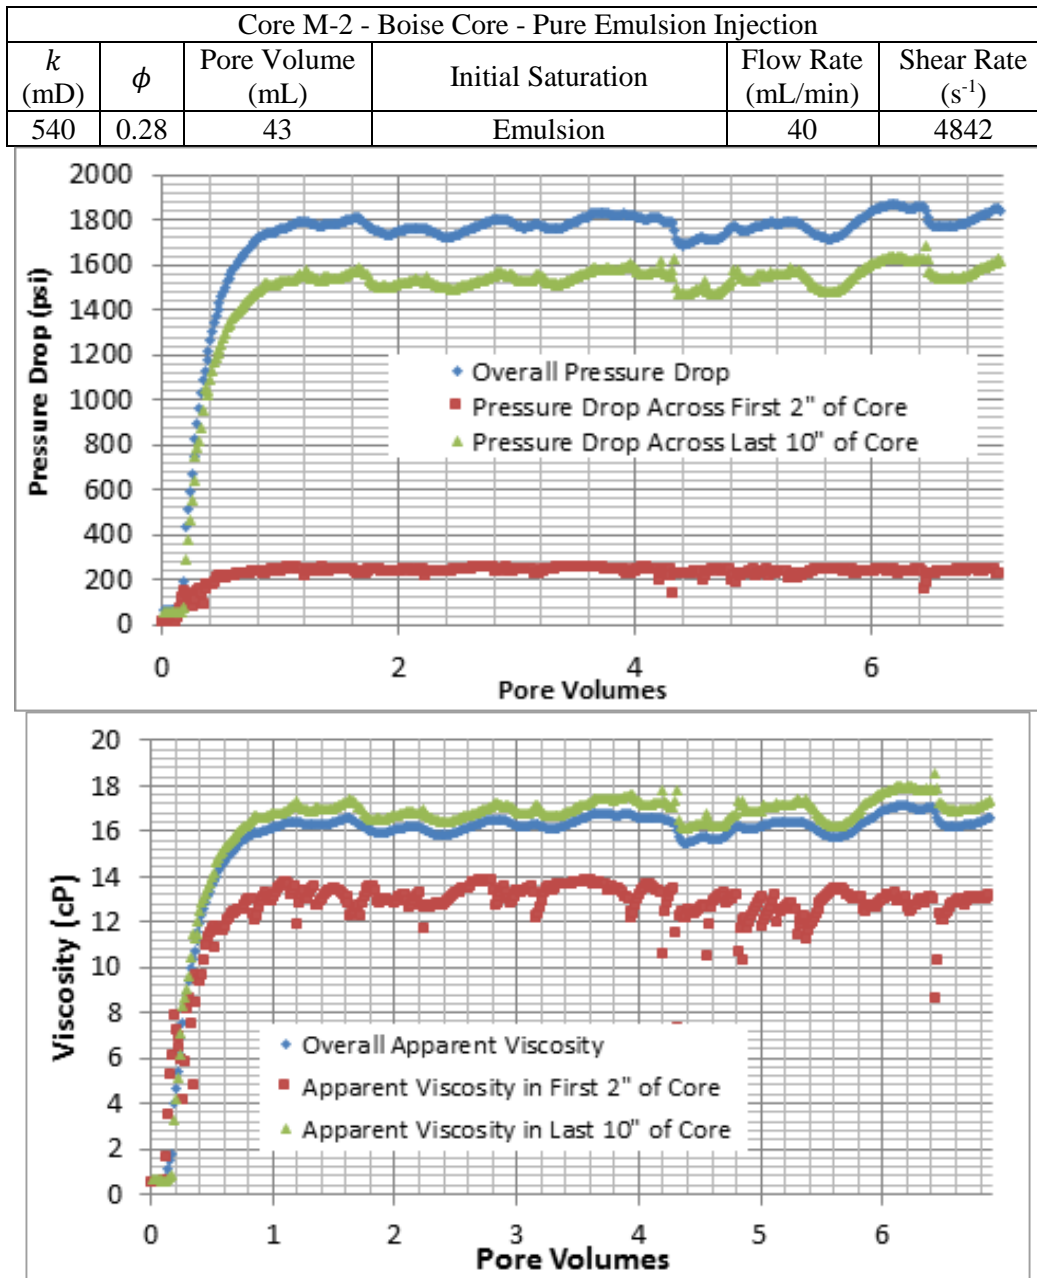 Core M-2 - Boise Core - Pure Emulsion Injection
k (mD) ϕ Pore Volume (mL) Initial Saturation Flow Rate (mL/min) Shear Rate (s⁻¹)
540 0.28 43 Emulsion 40 4842
2000
1800
1600
1400
1200
1000
800
600
400
200
0
Pressure Drop (psi)
Overall Pressure Drop
Pressure Drop Across First 2" of Core
Pressure Drop Across Last 10" of Core
0 2 4 6
Pore Volumes
20
18
16
14
12
10
8
6
4
2
0
Viscosity (cP)
Overall Apparent Viscosity
Apparent Viscosity in First 2" of Core
Apparent Viscosity in Last 10" of Core
0 1 2 3 4 5 6
Pore Volumes